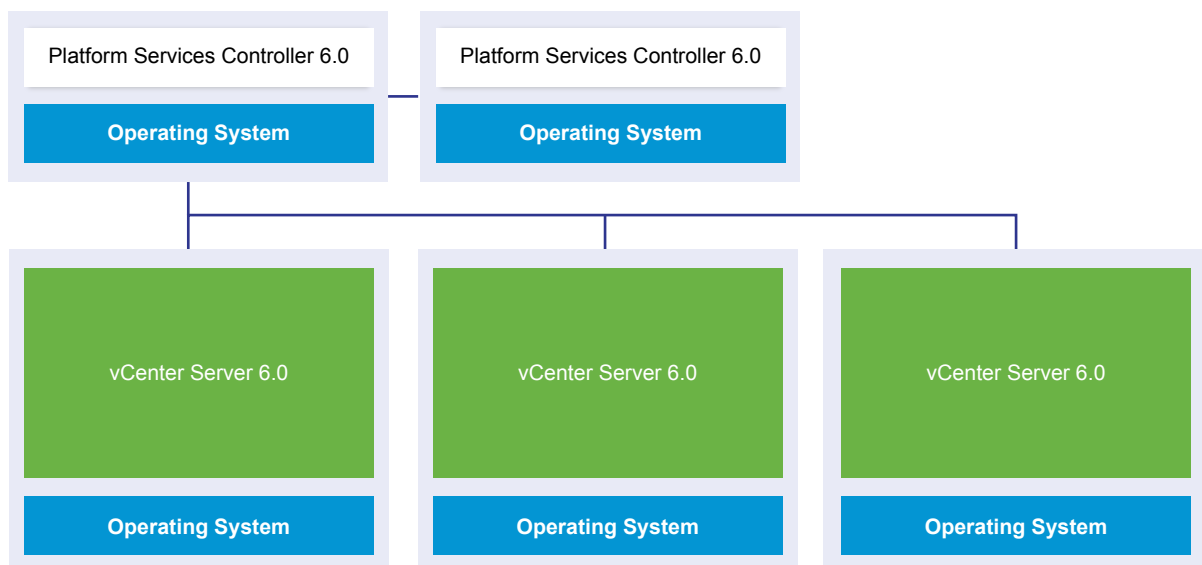 Platform Services Controller 6.0
Platform Services Controller 6.0
Operating System
Operating System
vCenter Server 6.0
vCenter Server 6.0
vCenter Server 6.0
Operating System
Operating System
Operating System